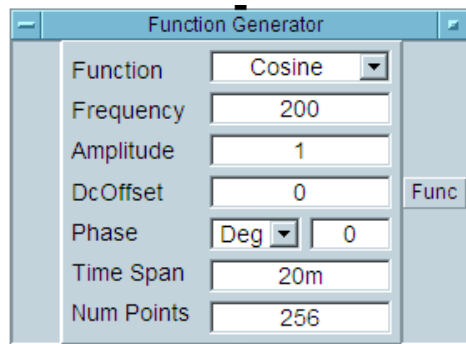 Function Generator
Function Cosine
Frequency 200
Amplitude 1
DcOffset 0 Func
Phase Deg 0
Time Span 20m
Num Points 256